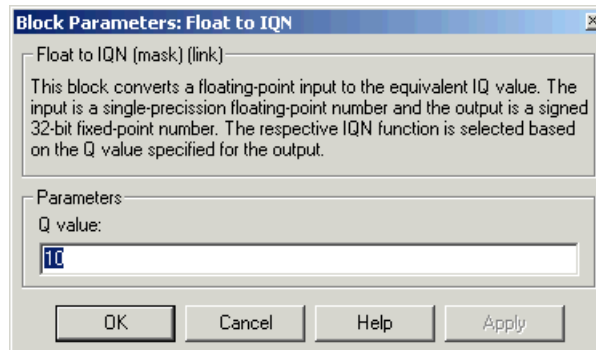 Block Parameters: Float to IQN
Float to IQN (mask) (link)
This block converts a floating-point input to the equivalent IQ value. The
input is a single-precission floating-point number and the output is a signed
32-bit fixed-point number. The respective IQN function is selected based
on the Q value specified for the output.
Parameters
Q value:
10
OK Cancel Help Apply